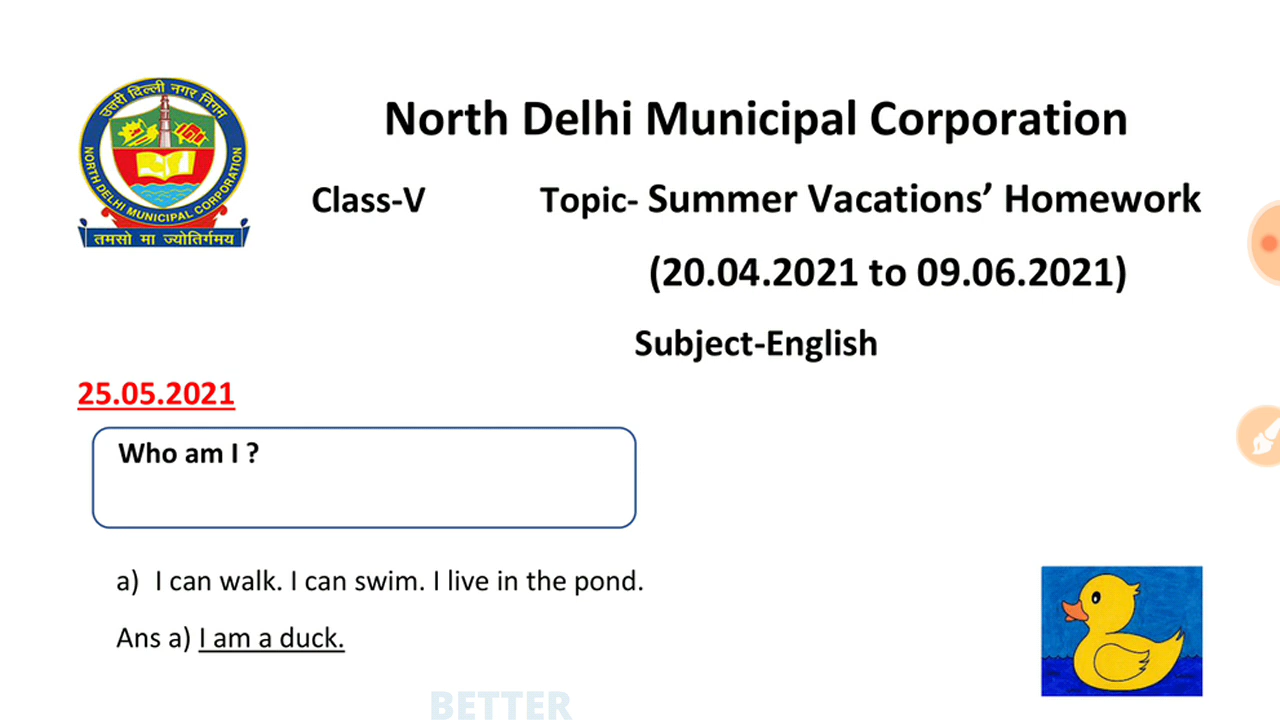 उत्तरी दिल्ली नगर निगम
NORTH DELHI MUNICIPAL CORPORATION
तमसो मा ज्योतिर्गमय
North Delhi Municipal Corporation
Class-V Topic- Summer Vacations’ Homework
(20.04.2021 to 09.06.2021)
Subject-English
25.05.2021
Who am I ?
a) I can walk. I can swim. I live in the pond.
Ans a) I am a duck.
BETTER